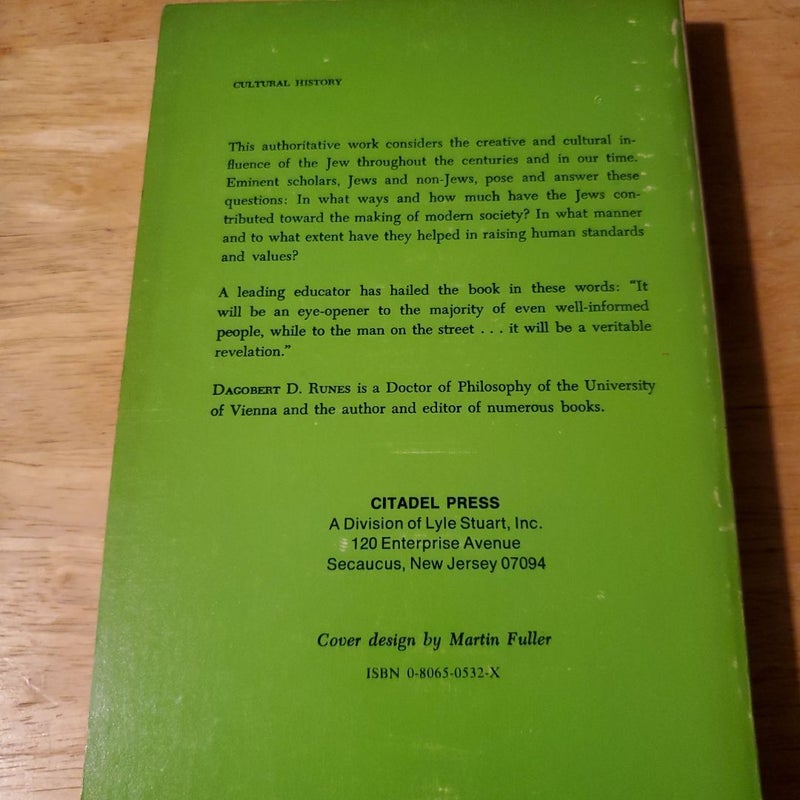 CULTURAL HISTORY
This authoritative work considers the creative and cultural in-
fluence of the Jew throughout the centuries and in our time.
Eminent scholars, Jews and non-Jews, pose and answer these
questions: In what ways and how much have the Jews con-
tributed toward the making of modern society? In what manner
and to what extent have they helped in raising human standards
and values?
A leading educator has hailed the book in these words: "It
will be an eye-opener to the majority of even well-informed
people, while to the man on the street . . . it will be a veritable
revelation."
DAGOBERT D. RUNES is a Doctor of Philosophy of the University
of Vienna and the author and editor of numerous books.
CITADEL PRESS
A Division of Lyle Stuart, Inc.
120 Enterprise Avenue
Secaucus, New Jersey 07094
Cover design by Martin Fuller
ISBN 0-8065-0532-X